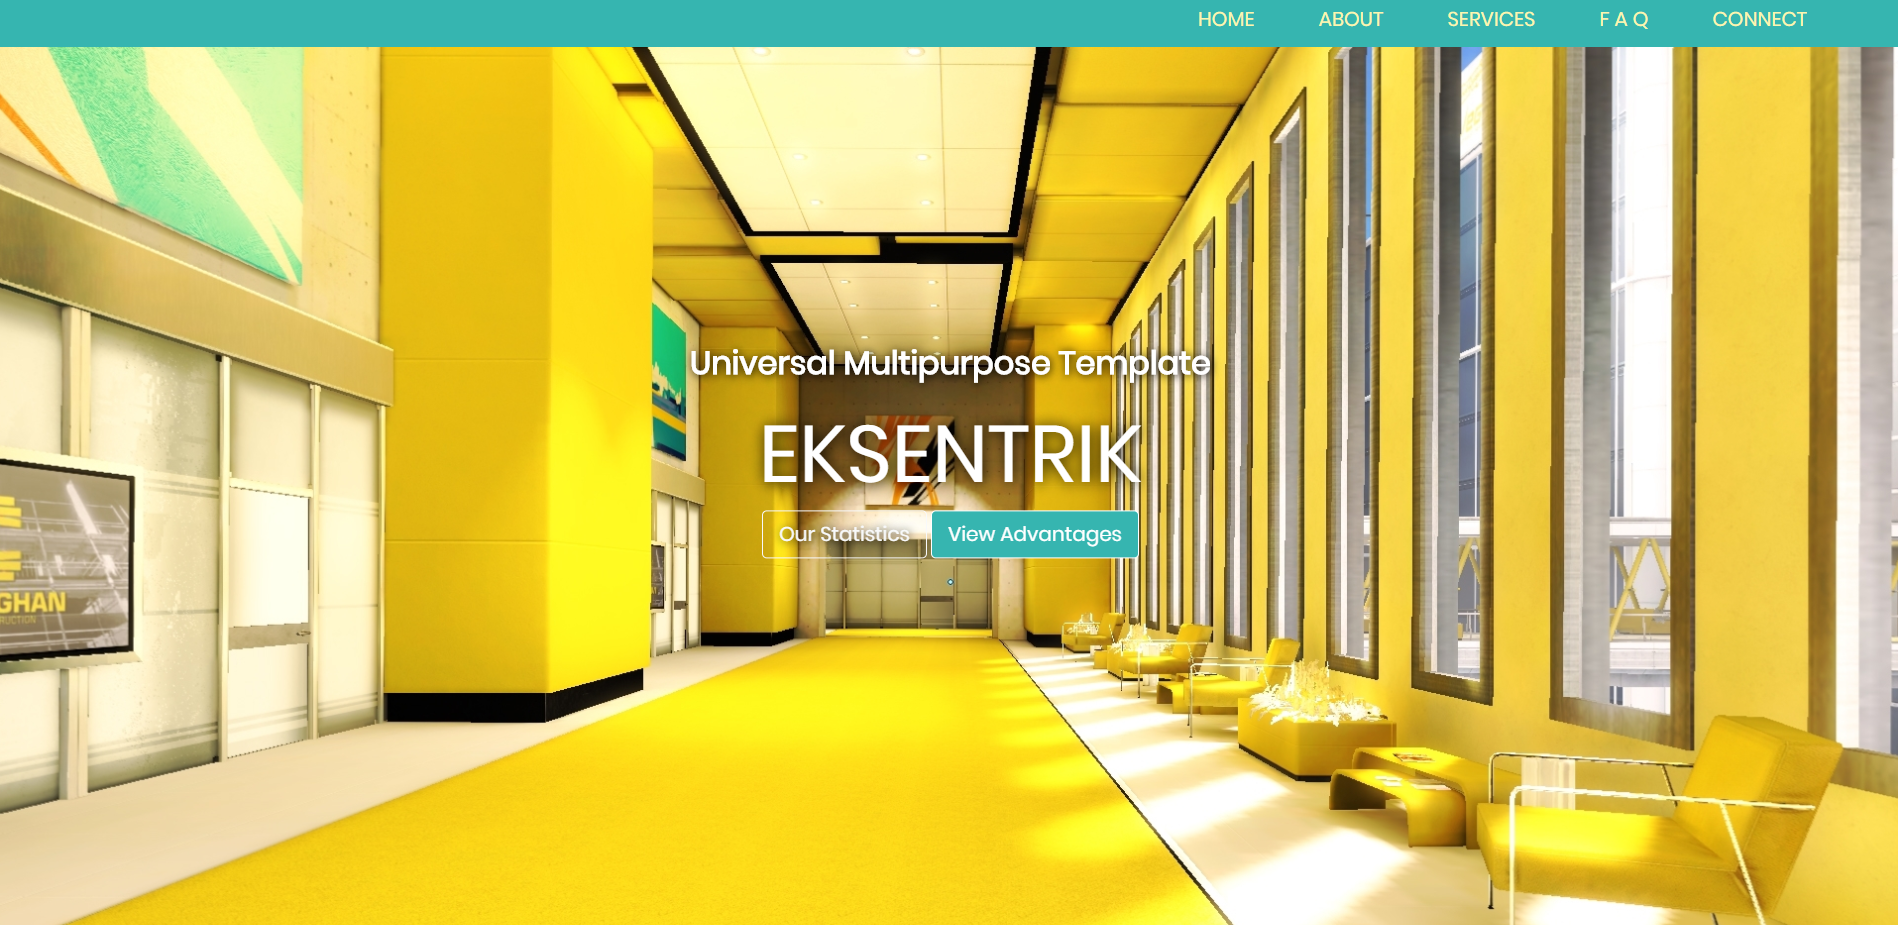 HOME ABOUT SERVICES F A Q CONNECT
Universal Multipurpose Template
EKSENTRIK
Our Statistics View Advantages
GHAN
RUCTION